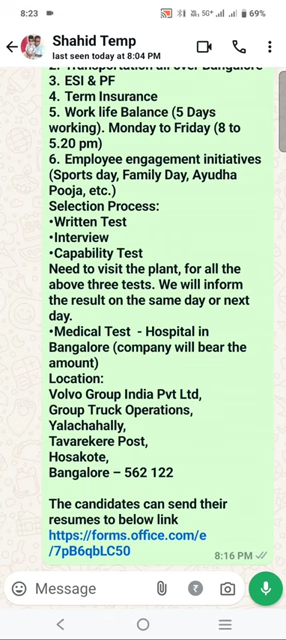 8:23
5G+
69%
Shahid Temp
last seen today at 8:04 PM
2. Transportation all over Bangalore
3. ESI & PF
4. Term Insurance
5. Work life Balance (5 Days
working). Monday to Friday (8 to
5.20 pm)
6. Employee engagement initiatives
(Sports day, Family Day, Ayudha
Pooja, etc.)
Selection Process:
•Written Test
•Interview
•Capability Test
Need to visit the plant, for all the
above three tests. We will inform
the result on the same day or next
day.
•Medical Test  - Hospital in
Bangalore (company will bear the
amount)
Location:
Volvo Group India Pvt Ltd,
Group Truck Operations,
Yalachahally,
Tavarekere Post,
Hosakote,
Bangalore – 562 122
The candidates can send their
resumes to below link
https://forms.office.com/e
/7pB6qbLC50
8:16 PM
Message